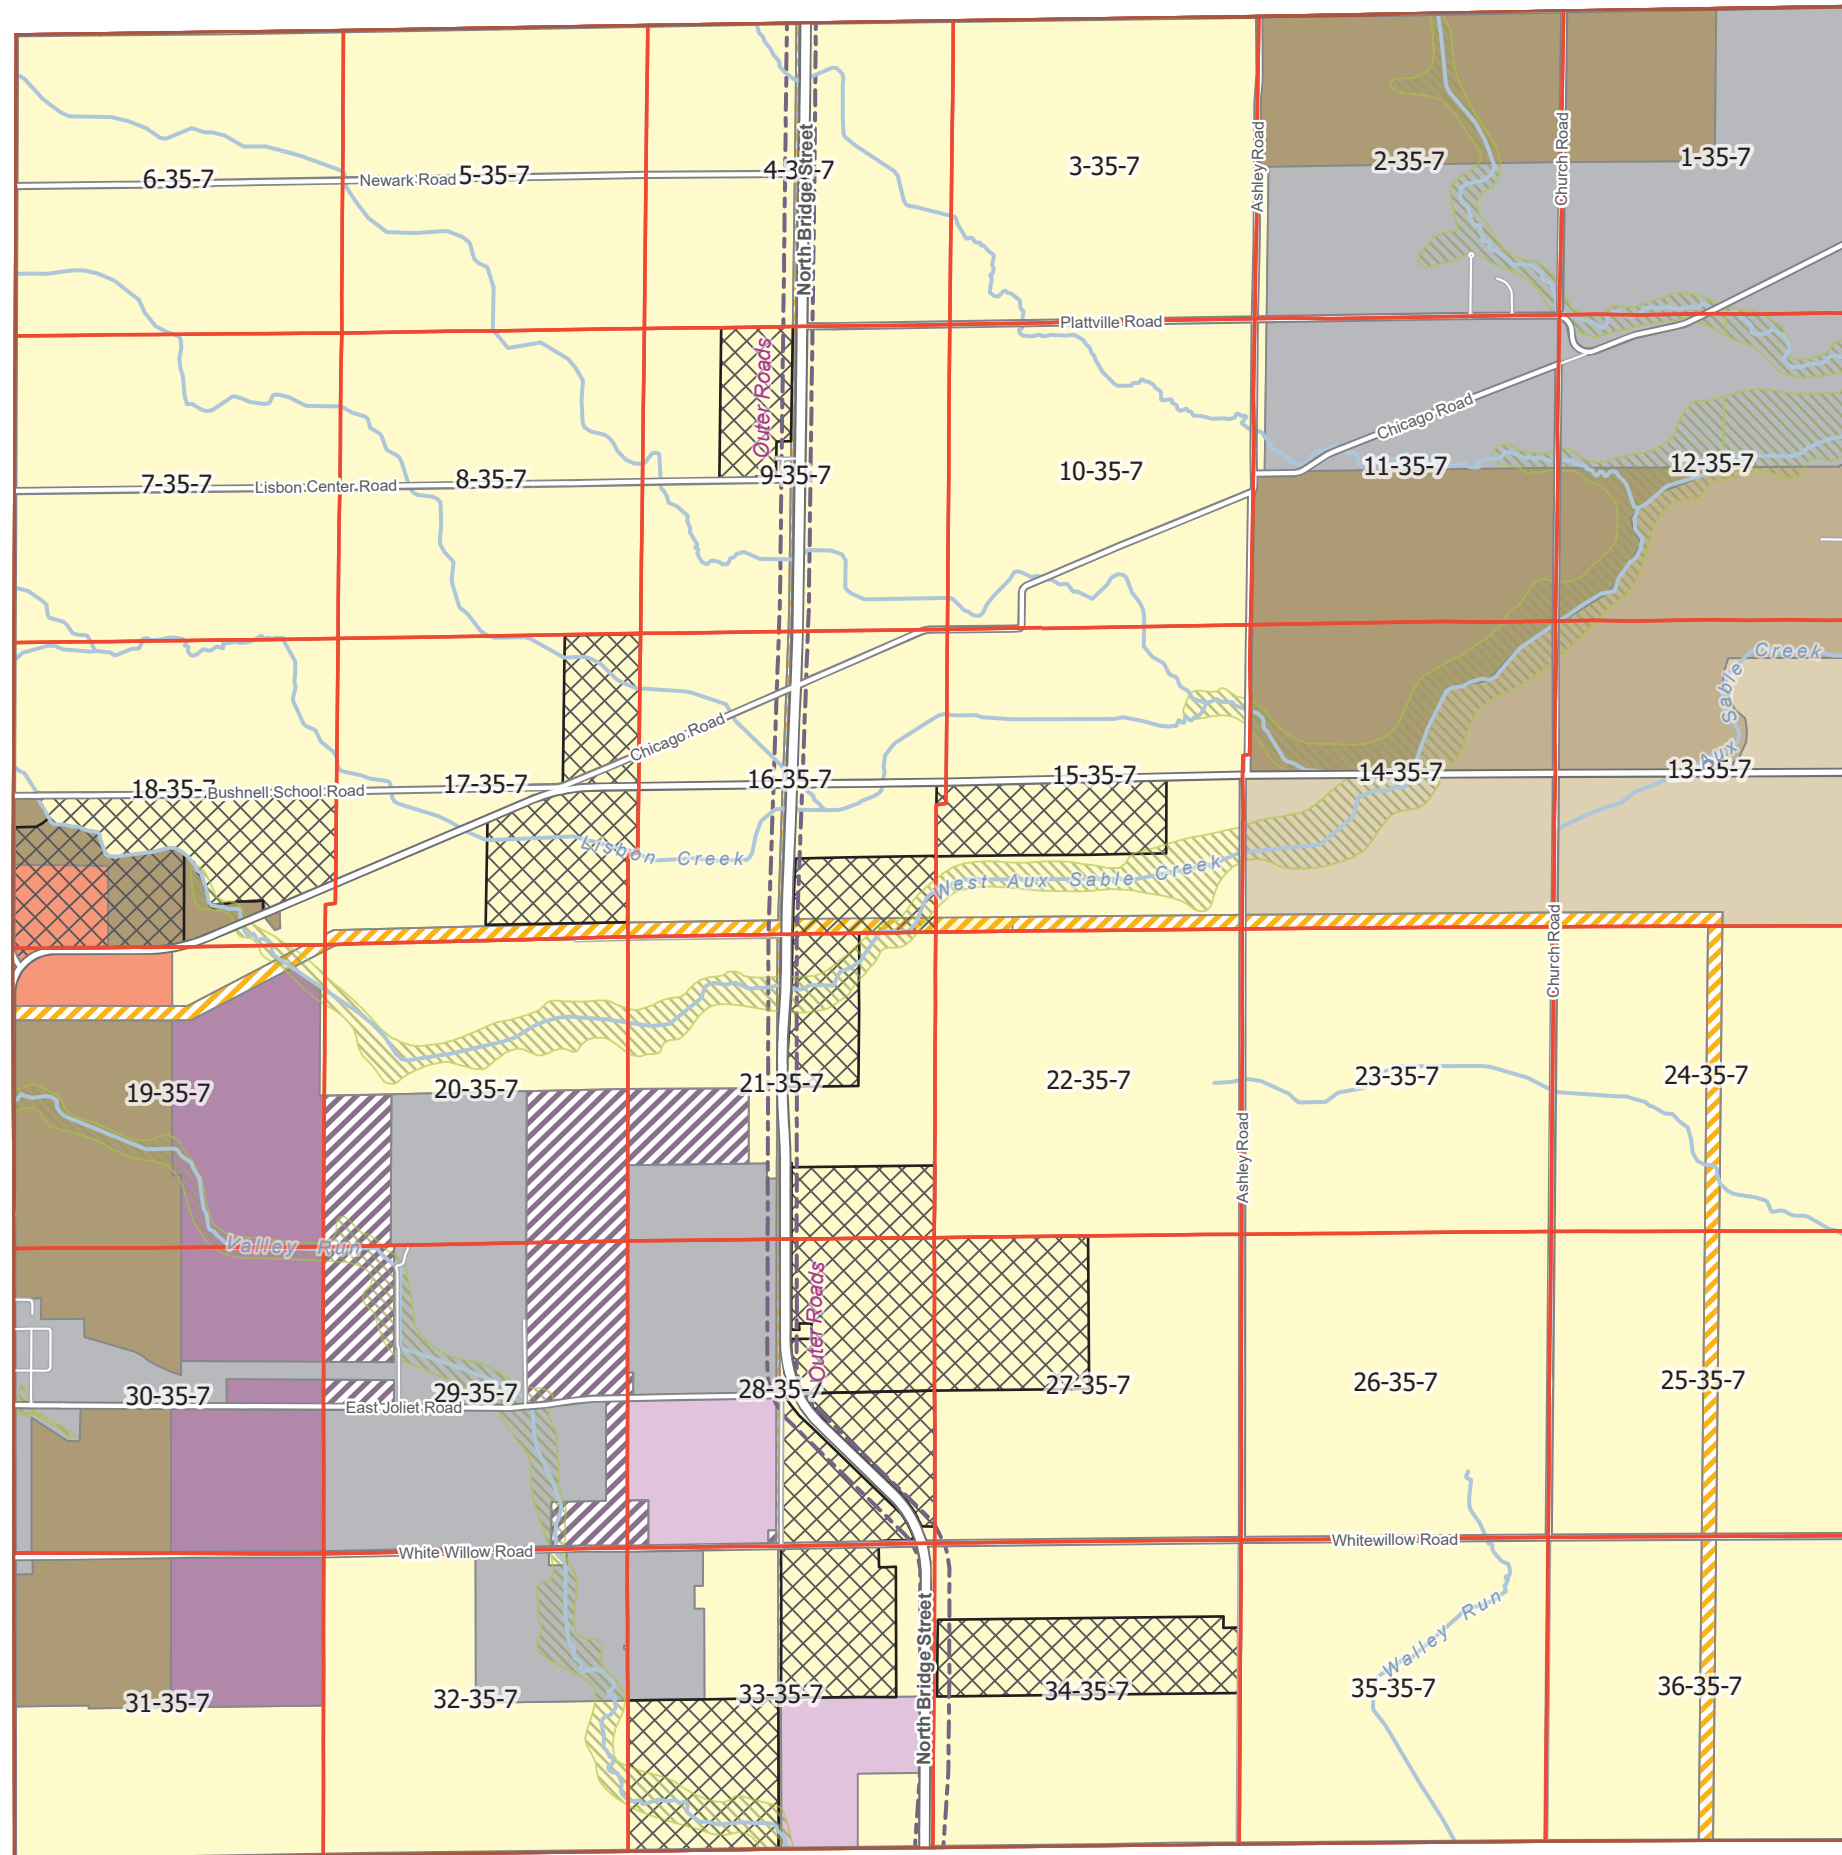 6-35-7
Newark Road
5-35-7
4-35-7
North Bridge Street
3-35-7
Ashley Road
2-35-7
Church Road
1-35-7
Plattville Road
Outer Roads
Chicago Road
7-35-7
Lisbon Center Road
8-35-7
9-35-7
10-35-7
11-35-7
12-35-7
Sable Creek
Aux
Chicago Road
18-35-7
Bushnell School Road
17-35-7
16-35-7
15-35-7
14-35-7
13-35-7
Lisbon Creek
West Aux Sable Creek
Church Road
19-35-7
20-35-7
21-35-7
22-35-7
23-35-7
24-35-7
Ashley Road
Valley Run
Outer Roads
30-35-7
29-35-7
28-35-7
27-35-7
26-35-7
25-35-7
East Joliet Road
White Willow Road
Whitewillow Road
North Bridge Street
Walley Run
31-35-7
32-35-7
33-35-7
34-35-7
35-35-7
36-35-7